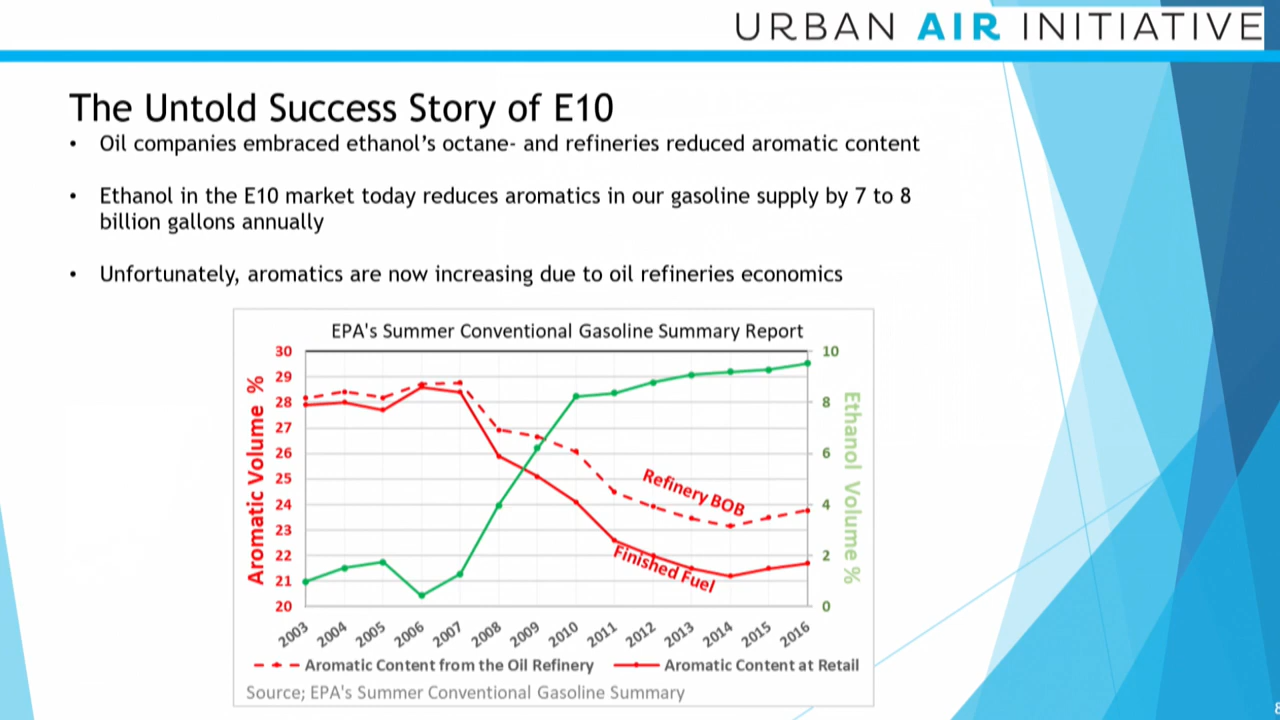 URBAN AIR INITIATIVE
The Untold Success Story of E10
• Oil companies embraced ethanol’s octane- and refineries reduced aromatic content
• Ethanol in the E10 market today reduces aromatics in our gasoline supply by 7 to 8
billion gallons annually
• Unfortunately, aromatics are now increasing due to oil refineries economics
EPA's Summer Conventional Gasoline Summary Report
Aromatic Volume %
30
29
28
27
26
25
24
23
22
21
20
Refinery BOB
Finished Fuel
10
8
6
4
2
0
Ethanol Volume %
2003 2004 2005 2006 2007 2008 2009 2010 2011 2012 2013 2014 2015 2016
Aromatic Content from the Oil Refinery Aromatic Content at Retail
Source; EPA's Summer Conventional Gasoline Summary
8